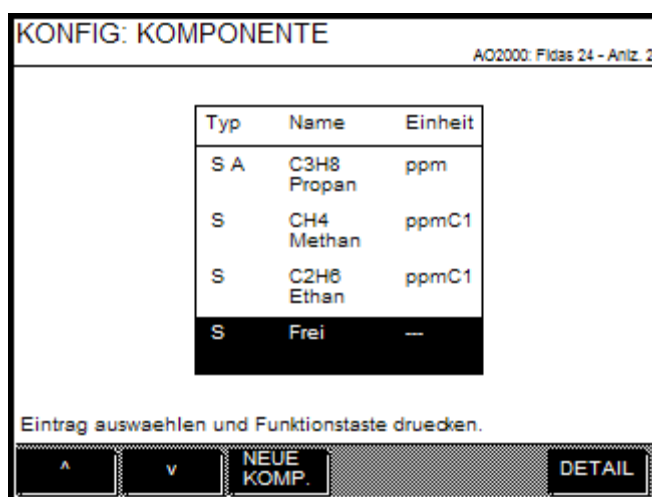 KONFIG: KOMPONENTE
AO2000: Fidas 24 - Anlz. 2
Typ Name Einheit
S A C3H8 ppm
Propan
S CH4 ppmC1
Methan
S C2H6 ppmC1
Ethan
S Frei ---
Eintrag auswaehlen und Funktionstaste druecken.
^ v NEUE KOMP. DETAIL